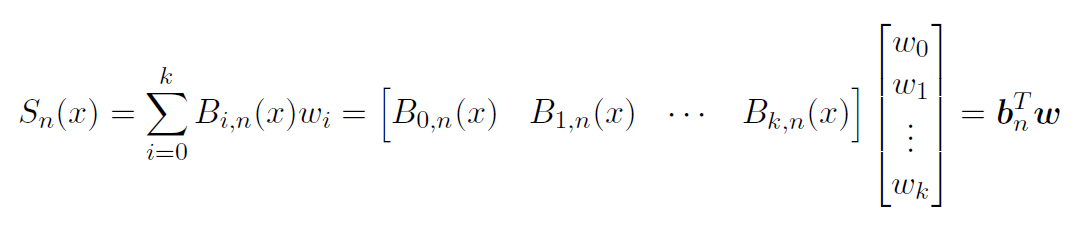 $S_n(x) = \sum_{i=0}^{k} B_{i,n}(x) w_i = \begin{bmatrix} B_{0,n}(x) & B_{1,n}(x) & \cdots & B_{k,n}(x) \end{bmatrix} \begin{bmatrix} w_0 \\ w_1 \\ \vdots \\ w_k \end{bmatrix} = \boldsymbol{b}_n^T \boldsymbol{w}$